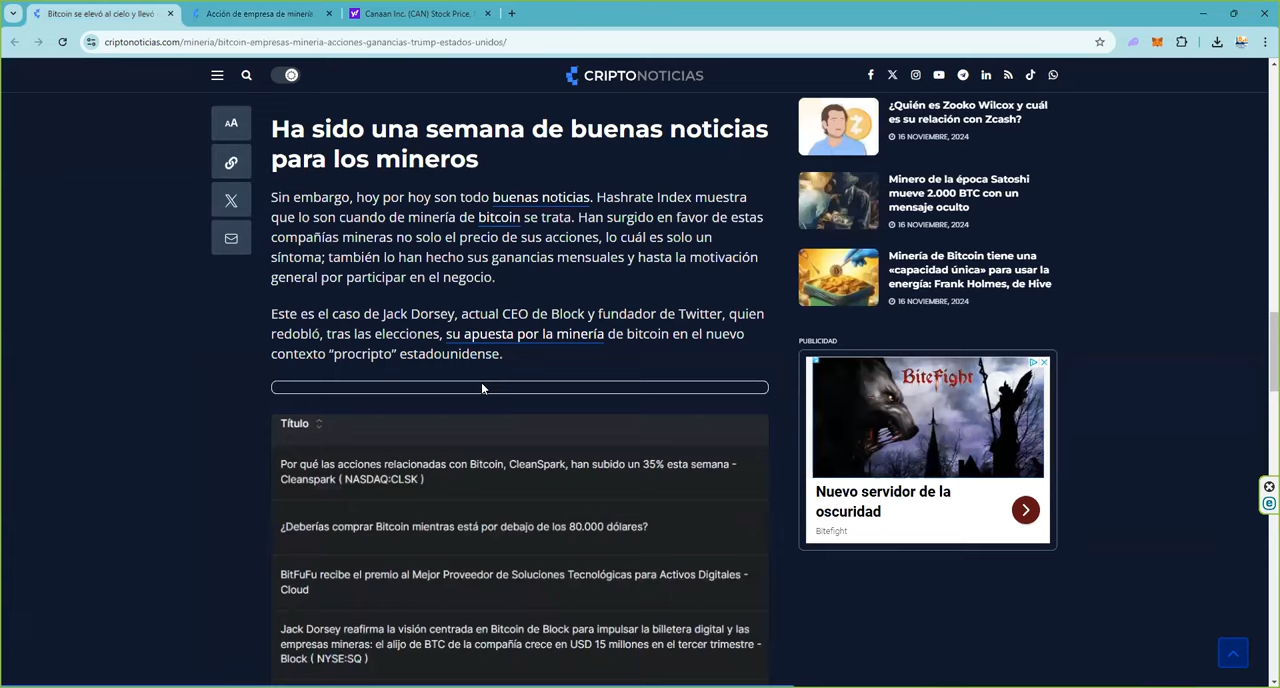 Bitcoin se elevó al cielo y llevó
Acción de empresa de minería
Canaan Inc. (CAN) Stock Price,
criptonoticias.com/mineria/bitcoin-empresas-mineria-acciones-ganancias-trump-estados-unidos/
CRIPTONOTICIAS
AA
Ha sido una semana de buenas noticias
para los mineros
Sin embargo, hoy por hoy son todo buenas noticias. Hashrate Index muestra
que lo son cuando de minería de bitcoin se trata. Han surgido en favor de estas
compañías mineras no solo el precio de sus acciones, lo cuál es solo un
síntoma; también lo han hecho sus ganancias mensuales y hasta la motivación
general por participar en el negocio.
Este es el caso de Jack Dorsey, actual CEO de Block y fundador de Twitter, quien
redobló, tras las elecciones, su apuesta por la minería de bitcoin en el nuevo
contexto “procripto” estadounidense.
Título
Por qué las acciones relacionadas con Bitcoin, CleanSpark, han subido un 35% esta semana -
Cleanspark ( NASDAQ:CLSK )
¿Deberías comprar Bitcoin mientras está por debajo de los 80.000 dólares?
BitFuFu recibe el premio al Mejor Proveedor de Soluciones Tecnológicas para Activos Digitales -
Cloud
Jack Dorsey reafirma la visión centrada en Bitcoin de Block para impulsar la billetera digital y las
empresas mineras: el alijo de BTC de la compañía crece en USD 15 millones en el tercer trimestre -
Block ( NYSE:SQ )
¿Quién es Zooko Wilcox y cuál
es su relación con Zcash?
16 NOVIEMBRE, 2024
Minero de la época Satoshi
mueve 2.000 BTC con un
mensaje oculto
16 NOVIEMBRE, 2024
Minería de Bitcoin tiene una
«capacidad única» para usar la
energía: Frank Holmes, de Hive
16 NOVIEMBRE, 2024
PUBLICIDAD
BiteFight
Nuevo servidor de la
oscuridad
Bitefight